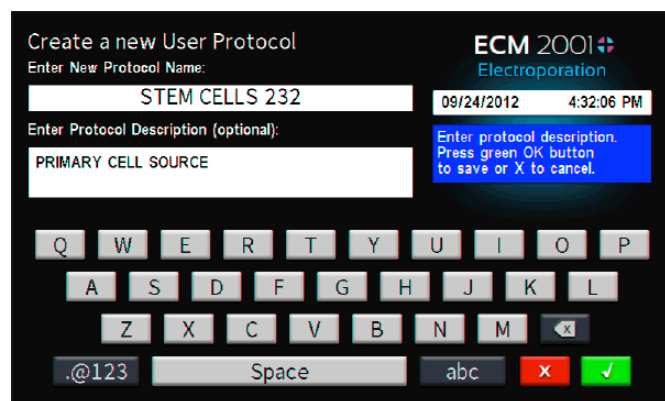 Create a new User Protocol
Enter New Protocol Name:
STEM CELLS 232
Enter Protocol Description (optional):
PRIMARY CELL SOURCE
ECM 2001
Electroporation
09/24/2012 4:32:06 PM
Enter protocol description.
Press green OK button
to save or X to cancel.
Q W E R T Y U I O P
A S D F G H J K L
Z X C V B N M
.@123 Space abc